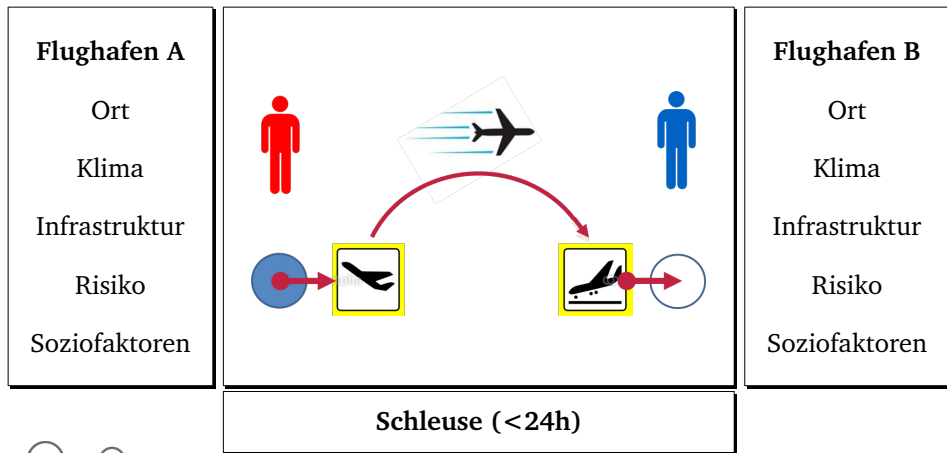 Flughafen A
Ort
Klima
Infrastruktur
Risiko
Soziofaktoren
Flughafen B
Ort
Klima
Infrastruktur
Risiko
Soziofaktoren
Schleuse (<24h)